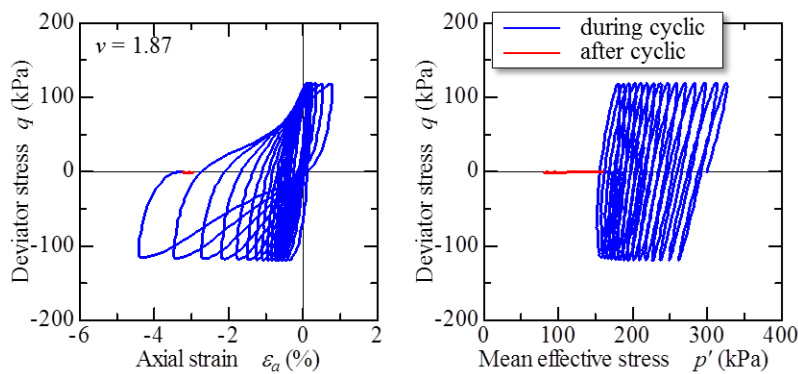 200
100
0
-100
-200
Deviator stress q (kPa)
v = 1.87
-6
-4
-2
0
2
Axial strain εa (%)
200
100
0
-100
-200
Deviator stress q (kPa)
during cyclic
after cyclic
0
100
200
300
400
Mean effective stress p' (kPa)